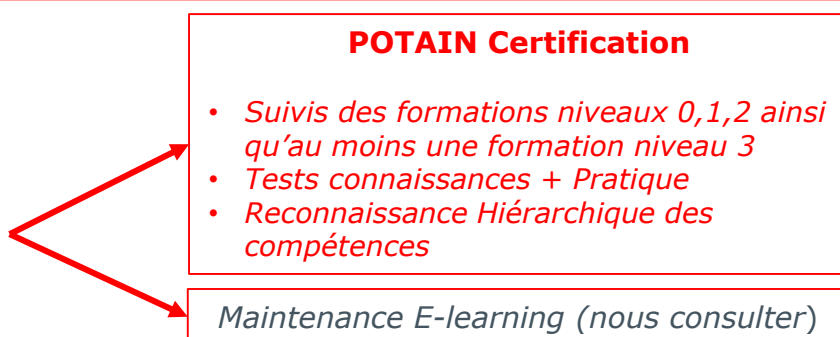 POTAIN Certification
• Suivis des formations niveaux 0,1,2 ainsi
qu’au moins une formation niveau 3
• Tests connaissances + Pratique
• Reconnaissance Hiérarchique des
compétences
Maintenance E-learning (nous consulter)